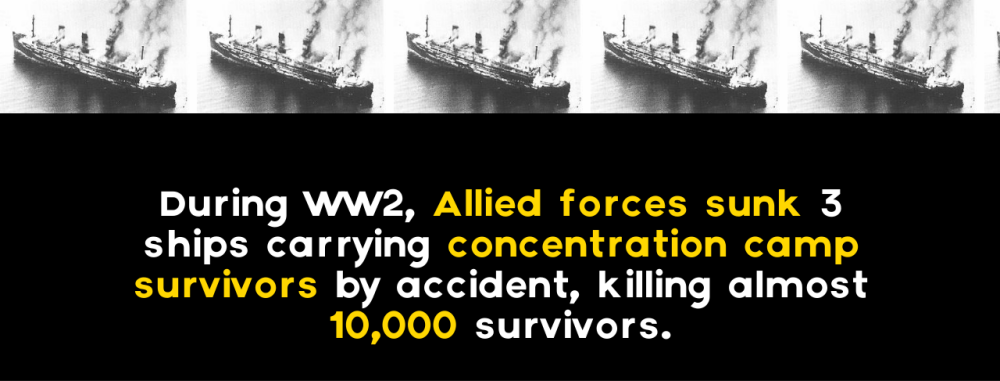 During WW2, Allied forces sunk 3
ships carrying concentration camp
survivors by accident, killing almost
10,000 survivors.